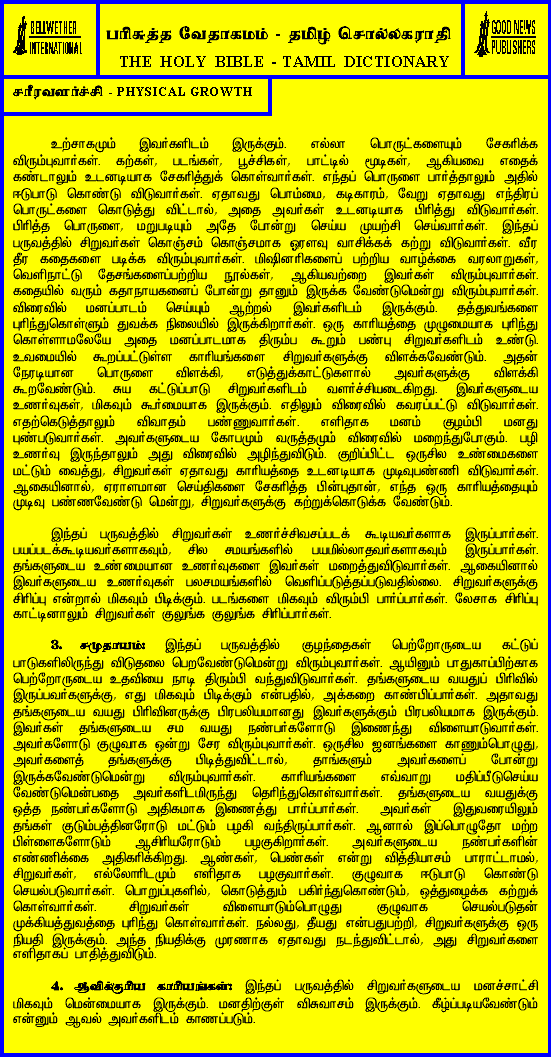 BELLWETHER
INTERNATIONAL
பரிசுத்த வேதாகமம் - தமிழ் சொல்லகராதி
THE HOLY BIBLE - TAMIL DICTIONARY
GOOD NEWS
PUBLISHERS
சரீரவளர்ச்சி - PHYSICAL GROWTH
உற்சாகமும் இவர்களிடம் இருக்கும். எல்லா பொருட்களையும் சேகரிக்க
விரும்புவார்கள். கற்கள், படங்கள், பூச்சிகள், பாட்டில் மூடிகள், ஆகியவை எதைக்
கண்டாலும் உடனடியாக சேகரித்துக் கொள்வார்கள். எந்தப் பொருளை பார்த்தாலும் அதில்
ஈடுபாடு கொண்டு விடுவார்கள். ஏதாவது பொம்மை, கடிகாரம், வேறு ஏதாவது எந்திரப்
பொருட்களை கொடுத்து விட்டால், அதை அவர்கள் உடனடியாக பிரித்து விடுவார்கள்.
பிரித்த பொருளை, மறுபடியும் அதே போன்று செய்ய முயற்சி செய்வார்கள். இந்தப்
பருவத்தில் சிறுவர்கள் கொஞ்சம் கொஞ்சமாக ஓரளவு வாசிக்கக் கற்று விடுவார்கள். வீர
தீர கதைகளை படிக்க விரும்புவார்கள். மிஷினரிகளைப் பற்றிய வாழ்க்கை வரலாறுகள்,
வெளிநாட்டு தேசங்களைப்பற்றிய நூல்கள், ஆகியவற்றை இவர்கள் விரும்புவார்கள்.
கதையில் வரும் கதாநாயகனைப் போன்று தானும் இருக்க வேண்டுமென்று விரும்புவார்கள்.
விரைவில் மனப்பாடம் செய்யும் ஆற்றல் இவர்களிடம் இருக்கும். தத்துவங்களை
புரிந்துகொள்ளும் துவக்க நிலையில் இருக்கிறார்கள். ஒரு காரியத்தை முழுமையாக புரிந்து
கொள்ளாமலேயே அதை மனப்பாடமாக திரும்ப கூறும் பண்பு சிறுவர்களிடம் உண்டு.
உவமையில் கூறப்பட்டுள்ள காரியங்களை சிறுவர்களுக்கு விளக்கவேண்டும். அதன்
நேரடியான பொருளை விளக்கி, எடுத்துக்காட்டுகளால் அவர்களுக்கு விளக்கி
கூறவேண்டும். சுய கட்டுப்பாடு சிறுவர்களிடம் வளர்ச்சியடைகிறது. இவர்களுடைய
உணர்வுகள், மிகவும் கூர்மையாக இருக்கும். எதிலும் விரைவில் கவரப்பட்டு விடுவார்கள்.
எதற்கெடுத்தாலும் விவாதம் பண்ணுவார்கள். எளிதாக மனம் குழம்பி மனது
புண்படுவார்கள். அவர்களுடைய கோபமும் வருத்தமும் விரைவில் மறைந்துபோகும். பழி
உணர்வு இருந்தாலும் அது விரைவில் அழிந்துவிடும். குறிப்பிட்ட ஒருசில உண்மைகளை
மட்டும் வைத்து, சிறுவர்கள் ஏதாவது காரியத்தை உடனடியாக முடிவுபண்ணி விடுவார்கள்.
ஆகையினால், ஏராளமான செய்திகளை சேகரித்த பின்புதான், எந்த ஒரு காரியத்தையும்
முடிவு பண்ணவேண்டு மென்று, சிறுவர்களுக்கு கற்றுக்கொடுக்க வேண்டும்.
இந்தப் பருவத்தில் சிறுவர்கள் உணர்ச்சிவசப்படக் கூடியவர்களாக இருப்பார்கள்.
பயப்படக்கூடியவர்களாகவும், சில சமயங்களில் பயமில்லாதவர்களாகவும் இருப்பார்கள்.
தங்களுடைய உண்மையான உணர்வுகளை இவர்கள் மறைத்துவிடுவார்கள். ஆகையினால்
இவர்களுடைய உணர்வுகள் பலசமயங்களில் வெளிப்படுத்தப்படுவதில்லை. சிறுவர்களுக்கு
சிரிப்பு என்றால் மிகவும் பிடிக்கும். படங்களை மிகவும் விரும்பி பார்ப்பார்கள். லேசாக சிரிப்பு
காட்டினாலும் சிறுவர்கள் குலுங்க குலுங்க சிரிப்பார்கள்.
3. சமுதாயம்: இந்தப் பருவத்தில் குழந்தைகள் பெற்றோருடைய கட்டுப்
பாடுகளிலிருந்து விடுதலை பெறவேண்டுமென்று விரும்புவார்கள். ஆயினும் பாதுகாப்பிற்காக
பெற்றோருடைய உதவியை நாடி திரும்பி வந்துவிடுவார்கள். தங்களுடைய வயதுப் பிரிவில்
இருப்பவர்களுக்கு, எது மிகவும் பிடிக்கும் என்பதில், அக்கறை காண்பிப்பார்கள். அதாவது
தங்களுடைய வயது பிரிவினருக்கு பிரபலியமானது இவர்களுக்கும் பிரபலியமாக இருக்கும்.
இவர்கள் தங்களுடைய சம வயது நண்பர்களோடு இணைந்து விளையாடுவார்கள்.
அவர்களோடு குழுவாக ஒன்று சேர விரும்புவார்கள். ஒருசில ஜனங்களை காணும்பொழுது,
அவர்களைத் தங்களுக்கு பிடித்துவிட்டால், தாங்களும் அவர்களைப் போன்று
இருக்கவேண்டுமென்று விரும்புவார்கள். காரியங்களை எவ்வாறு மதிப்பீடுசெய்ய
வேண்டுமென்பதை அவர்களிடமிருந்து தெரிந்துகொள்வார்கள். தங்களுடைய வயதுக்கு
ஒத்த நண்பர்களோடு அதிகமாக இணைத்து பார்ப்பார்கள். அவர்கள் இதுவரையிலும்
தங்கள் குடும்பத்தினரோடு மட்டும் பழகி வந்திருப்பார்கள். ஆனால் இப்பொழுதோ மற்ற
பிள்ளைகளோடும் ஆசிரியரோடும் பழகுகிறார்கள். அவர்களுடைய நண்பர்களின்
எண்ணிக்கை அதிகரிக்கிறது. ஆண்கள், பெண்கள் என்று வித்தியாசம் பாராட்டாமல்,
சிறுவர்கள், எல்லோரிடமும் எளிதாக பழகுவார்கள். குழுவாக ஈடுபாடு கொண்டு
செயல்படுவார்கள். பொறுப்புகளில், கொடுத்தும் பகிர்ந்துகொண்டும், ஒத்துழைக்க கற்றுக்
கொள்வார்கள். சிறுவர்கள் விளையாடும்பொழுது குழுவாக செயல்படுதன்
முக்கியத்துவத்தை புரிந்து கொள்வார்கள். நல்லது, தீயது என்பதுபற்றி, சிறுவர்களுக்கு ஒரு
நியதி இருக்கும். அந்த நியதிக்கு முரணாக ஏதாவது நடந்துவிட்டால், அது சிறுவர்களை
எளிதாகப் பாதித்துவிடும்.
4. ஆவிக்குரிய காரியங்கள்: இந்தப் பருவத்தில் சிறுவர்களுடைய மனச்சாட்சி
மிகவும் மென்மையாக இருக்கும். மனதிற்குள் விசுவாசம் இருக்கும். கீழ்ப்படியவேண்டும்
என்னும் ஆவல் அவர்களிடம் காணப்படும்.